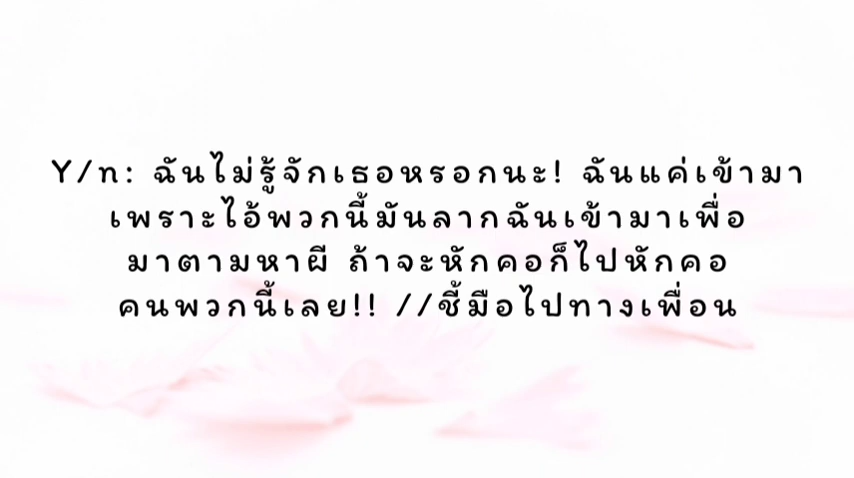 Y/n: ฉันไม่รู้จักเธอหรอกนะ! ฉันแค่เข้ามา
เพราะไอ้พวกนี้มันลากฉันเข้ามาเพื่อ
มาตามหาผี ถ้าจะหักคอก็ไปหักคอ
คนพวกนี้เลย!! //ชี้มือไปทางเพื่อน